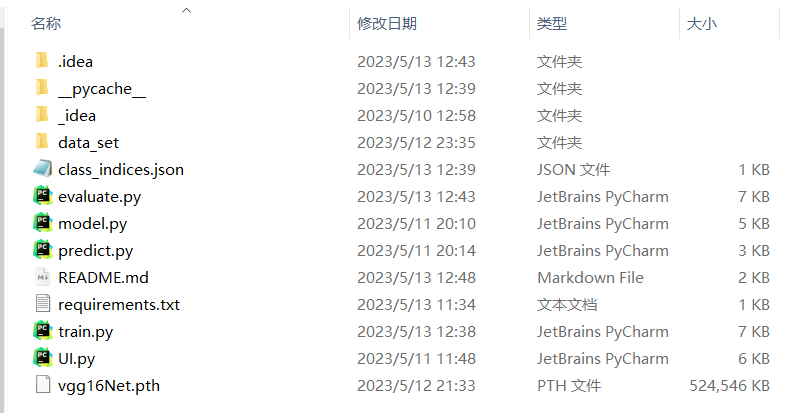 名称 修改日期 类型 大小
.idea 2023/5/13 12:43 文件夹
__pycache__ 2023/5/13 12:39 文件夹
_idea 2023/5/10 12:58 文件夹
data_set 2023/5/12 23:35 文件夹
class_indices.json 2023/5/13 12:39 JSON 文件 1 KB
evaluate.py 2023/5/13 12:43 JetBrains PyCharm 7 KB
model.py 2023/5/11 20:10 JetBrains PyCharm 5 KB
predict.py 2023/5/11 20:14 JetBrains PyCharm 3 KB
README.md 2023/5/13 12:48 Markdown File 2 KB
requirements.txt 2023/5/13 11:34 文本文档 1 KB
train.py 2023/5/13 12:38 JetBrains PyCharm 7 KB
UI.py 2023/5/11 11:48 JetBrains PyCharm 6 KB
vgg16Net.pth 2023/5/12 21:33 PTH 文件 524,546 KB